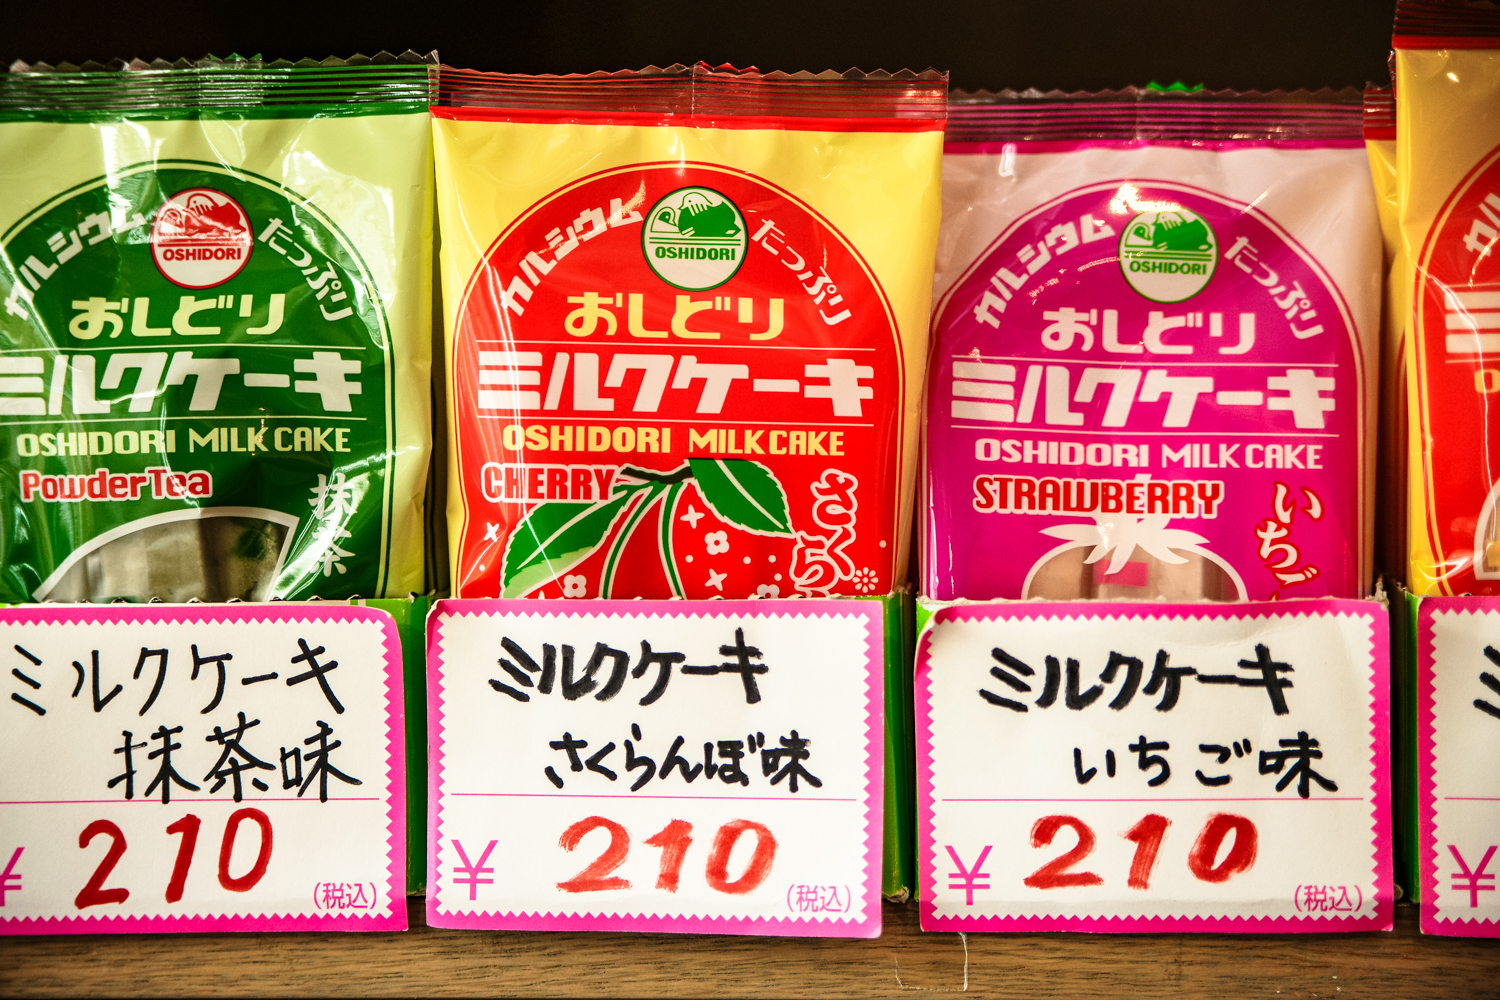 カルシウム たっぷり
OSHIDORI
おしどり
ミルクケーキ
OSHIDORI MILK CAKE
PowderTea
抹茶
カルシウム たっぷり
OSHIDORI
おしどり
ミルクケーキ
OSHIDORI MILK CAKE
CHERRY
さくら
カルシウム たっぷり
OSHIDORI
おしどり
ミルクケーキ
OSHIDORI MILK CAKE
STRAWBERRY
いちご
ミルクケーキ
抹茶味
¥210
(税込)
ミルクケーキ
さくらんぼ味
¥210
(税込)
ミルクケーキ
いちご味
¥210
(税込)
¥